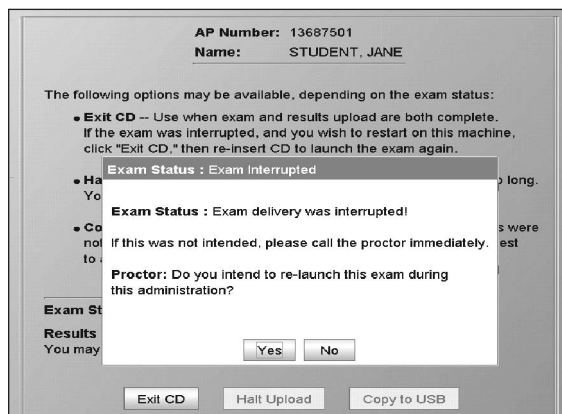 AP Number: 13687501
Name: STUDENT, JANE
The following options may be available, depending on the exam status:
• Exit CD -- Use when exam and results upload are both complete.
If the exam was interrupted, and you wish to restart on this machine,
click "Exit CD," then re-insert CD to launch the exam again.
Exam Status : Exam Interrupted
• Ha
long.
Yo
Exam Status : Exam delivery was interrupted!
• Co
s were
not
If this was not intended, please call the proctor immediately.
est
to
Proctor: Do you intend to re-launch this exam during
this administration?
Exam St
Results
You may
Yes No
Exit CD Halt Upload Copy to USB